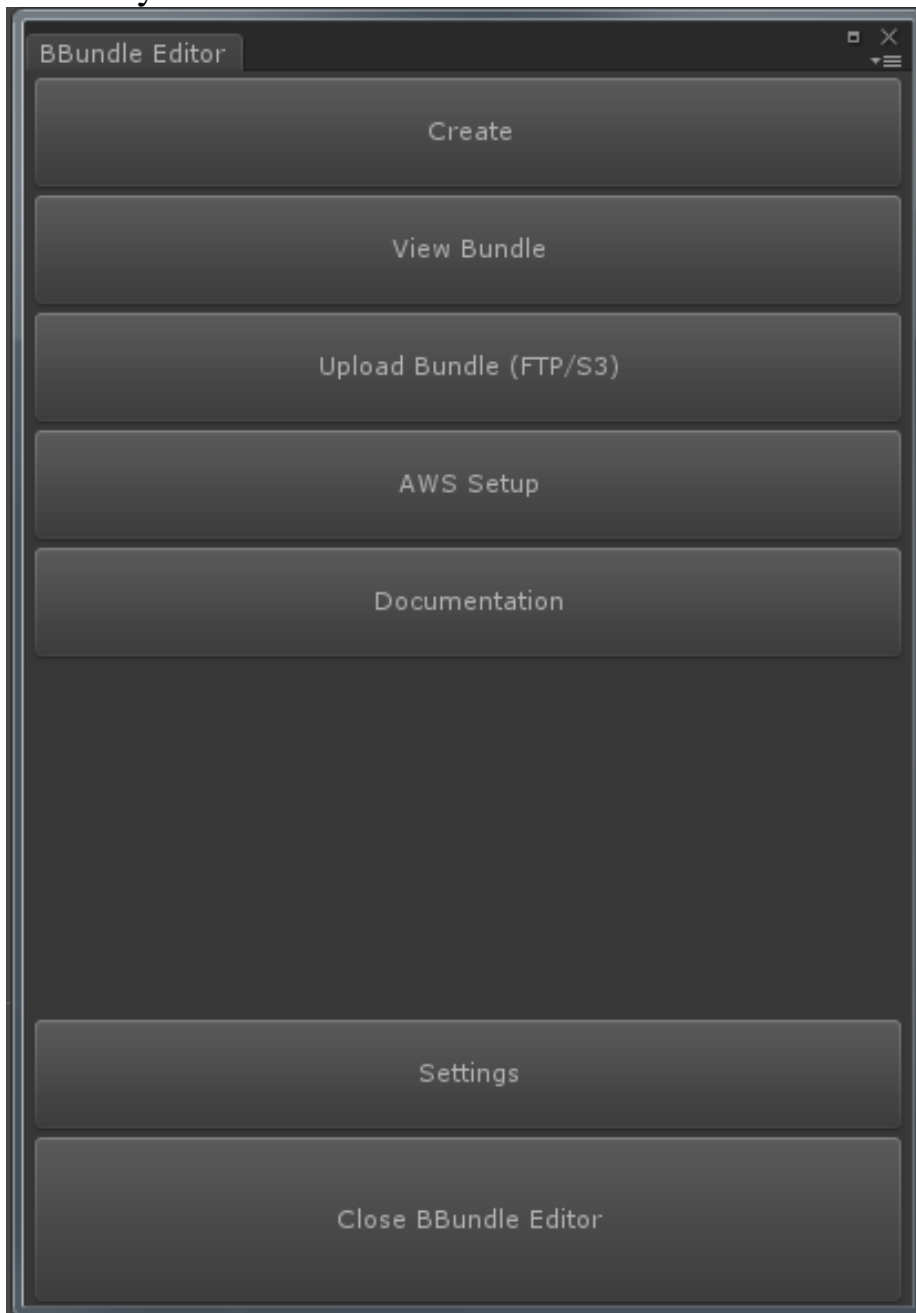 BBundle Editor
Create
View Bundle
Upload Bundle (FTP/S3)
AWS Setup
Documentation
Settings
Close BBundle Editor